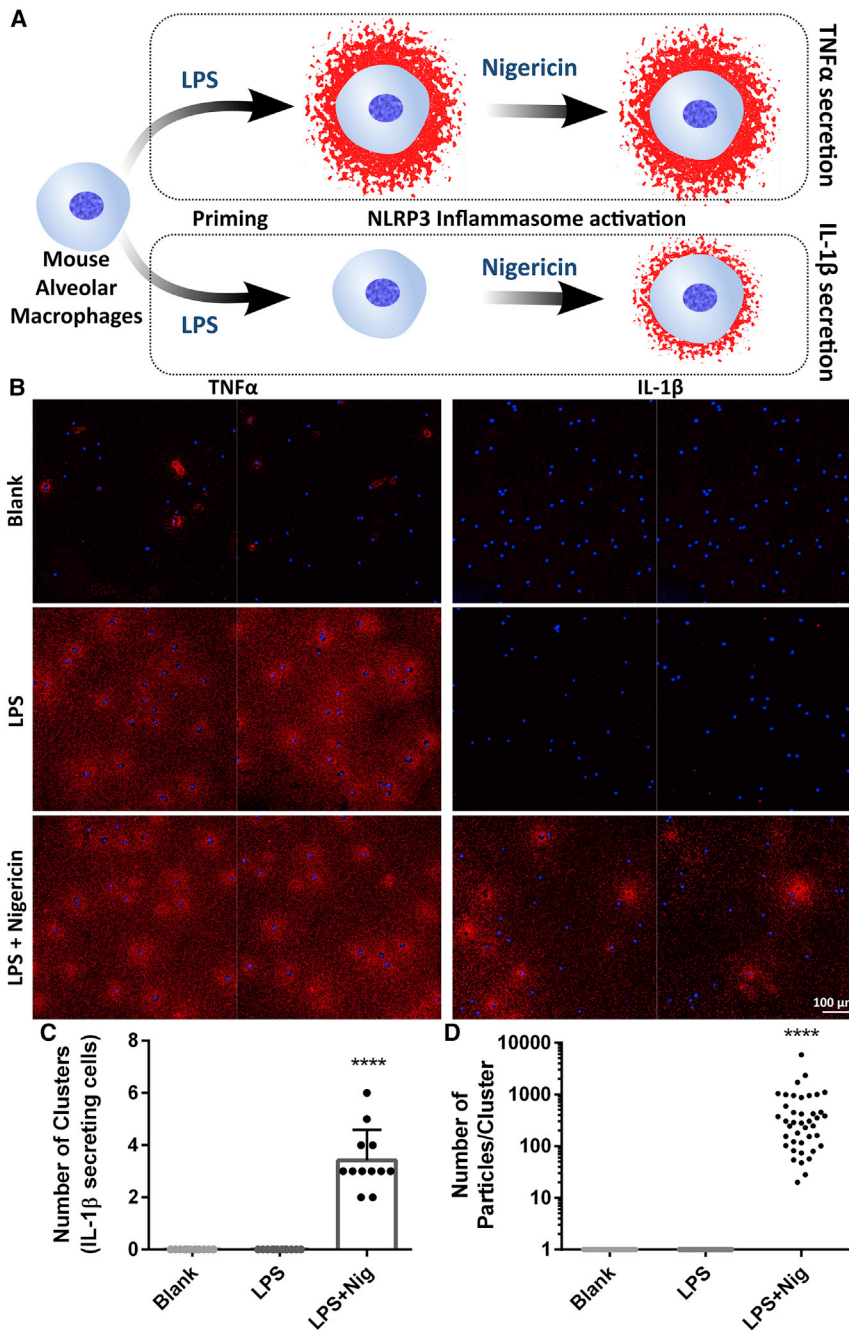 A
LPS
Nigericin
TNFα secretion
Priming
NLRP3 Inflammasome activation
Mouse
Alveolar
Macrophages
LPS
Nigericin
IL-1β secretion
B
TNFα
IL-1β
Blank
LPS
LPS + Nigericin
100 µm
C
Number of Clusters
(IL-1β secreting cells)
8
6
4
2
0
****
Blank
LPS
LPS+Nig
D
Number of
Particles/Cluster
10000
1000
100
10
1
****
Blank
LPS
LPS+Nig